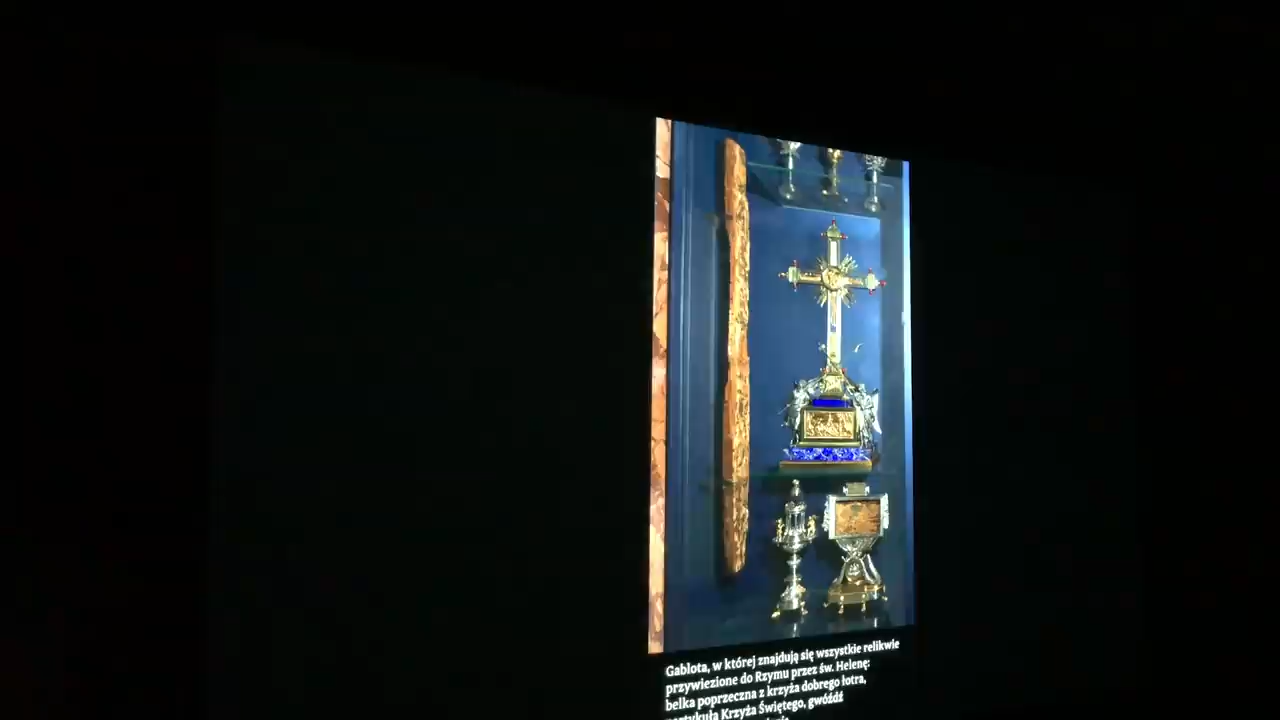 Gablota, w której znajdują się wszystkie relikwie
przywiezione do Rzymu przez św. Helenę:
belka poprzeczna z krzyża dobrego łotra,
Krzyża Świętego, gwóźdź